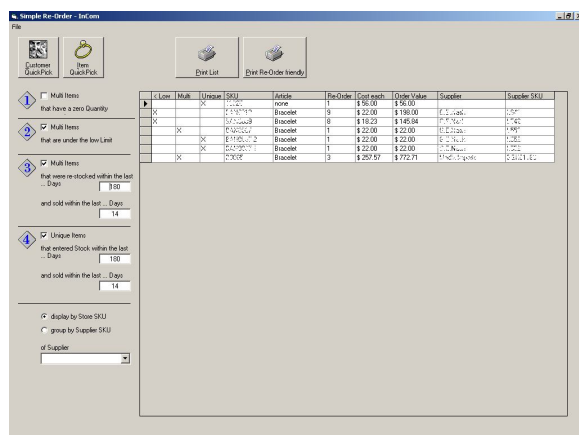 Simple Re-Order - InCom
File
Customer QuickPick
Item QuickPick
Print List
Print Re-Order friendly
1
Multi Items
that have a zero Quantity
2
Multi Items
that are under the low Limit
3
Multi Items
that were re-stocked within the last
... Days
180
and sold within the last ... Days
14
4
Unique Items
that entered Stock within the last
... Days
180
and sold within the last ... Days
14
display by Store SKU
group by Supplier SKU
of Supplier
< Low Multi Unique SKU Article Re-Order Cost each Order Value Supplier Supplier SKU
X none 1 $ 56.00 $ 56.00
X Bracelet 9 $ 22.00 $ 198.00
X Bracelet 8 $ 18.23 $ 145.84
X Bracelet 1 $ 22.00 $ 22.00
X Bracelet 1 $ 22.00 $ 22.00
X Bracelet 1 $ 22.00 $ 22.00
X Bracelet 3 $ 257.57 $ 772.71